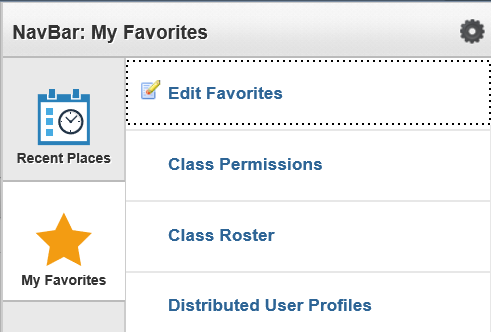 NavBar: My Favorites
Recent Places
My Favorites
Edit Favorites
Class Permissions
Class Roster
Distributed User Profiles